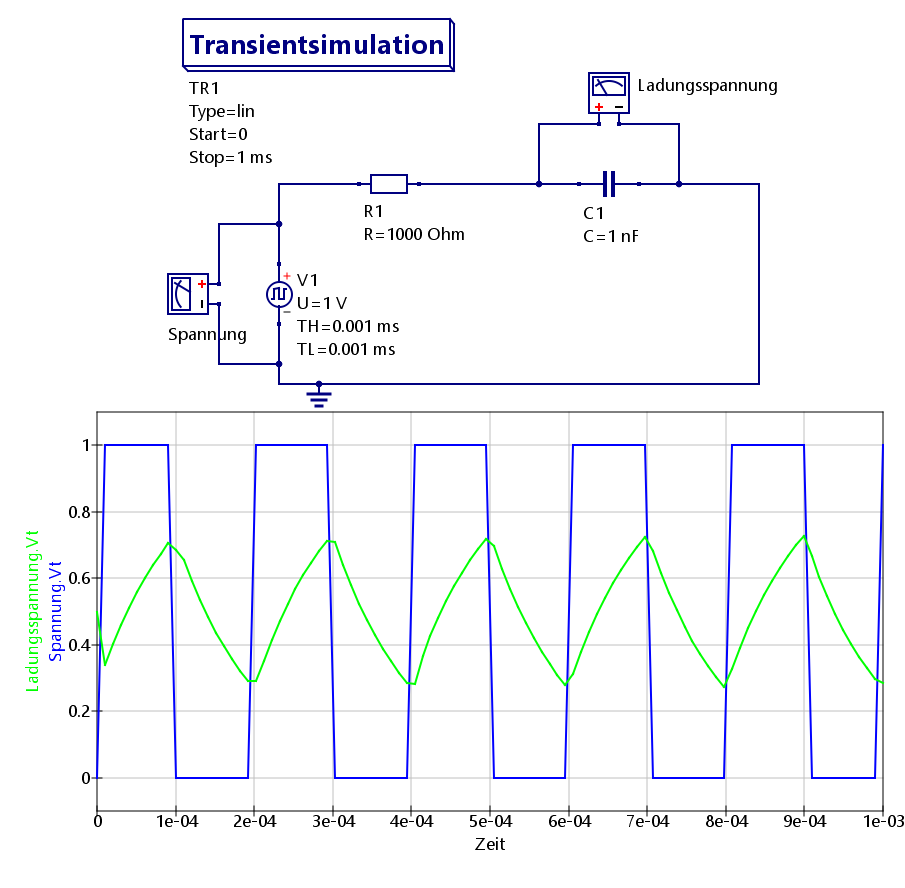 Transientsimulation
TR1
Type=lin
Start=0
Stop=1 ms
Ladungsspannung
+ −
R1
R=1000 Ohm
C1
C=1 nF
+
−
Spannung
+
V1
U=1 V
−
TH=0.001 ms
TL=0.001 ms
Ladungsspannung.Vt
Spannung.Vt
1
0.8
0.6
0.4
0.2
0
0 1e-04 2e-04 3e-04 4e-04 5e-04 6e-04 7e-04 8e-04 9e-04 1e-03
Zeit